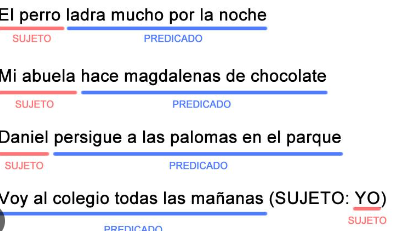 El perro ladra mucho por la noche
SUJETO PREDICADO
Mi abuela hace magdalenas de chocolate
SUJETO PREDICADO
Daniel persigue a las palomas en el parque
SUJETO PREDICADO
Voy al colegio todas las mañanas (SUJETO: YO)
SUJETO
PREDICADO